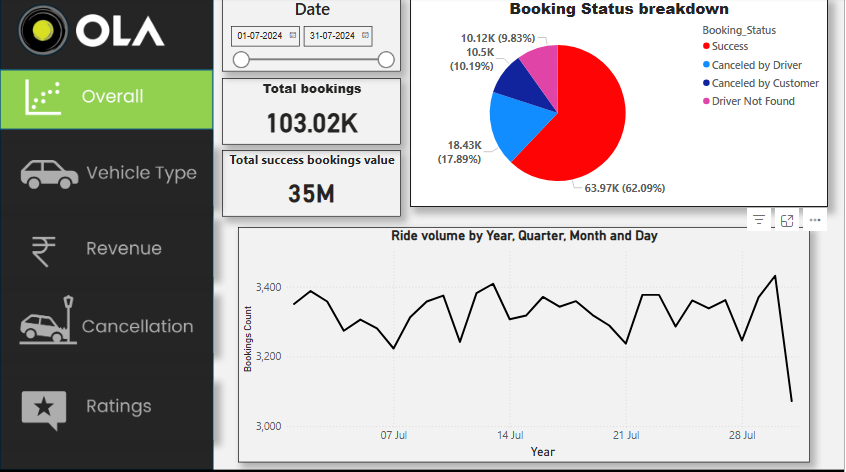 OLA
Overall
Vehicle Type
Revenue
Cancellation
Ratings
Date
01-07-2024 31-07-2024
Total bookings
103.02K
Total success bookings value
35M
Booking Status breakdown
10.12K (9.83%)
10.5K
(10.19%)
18.43K
(17.89%)
63.97K (62.09%)
Booking_Status
Success
Canceled by Driver
Canceled by Customer
Driver Not Found
Ride volume by Year, Quarter, Month and Day
Bookings Count
3,400
3,200
3,000
07 Jul 14 Jul 21 Jul 28 Jul
Year